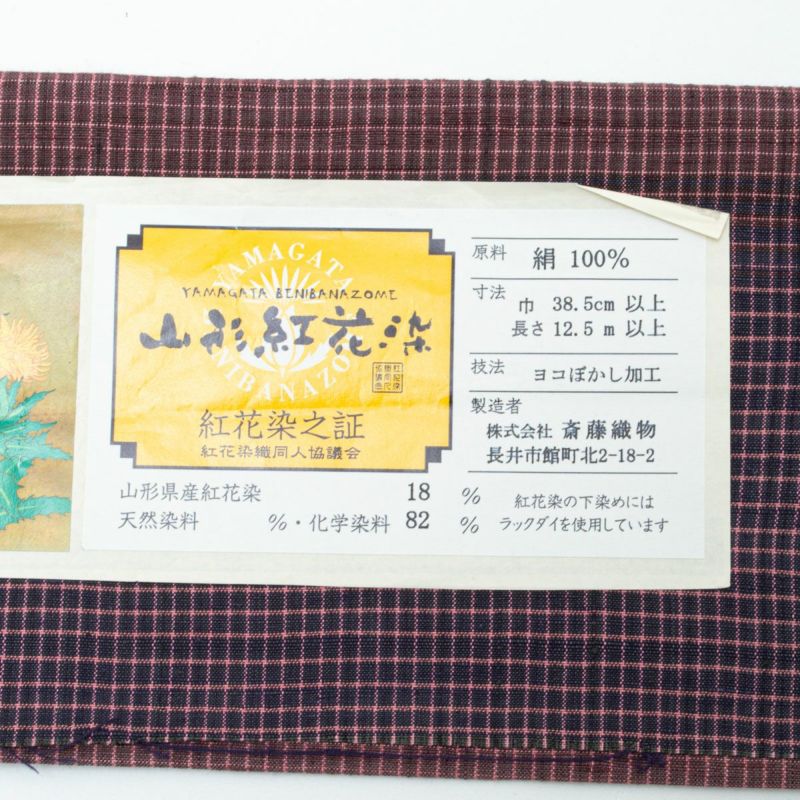 YAMAGATA
YAMAGATA BENIBANAZOME
山形紅花染
紅花染之証
紅花染織同人協議会
山形県産紅花染 18 %
天然染料 %・化学染料 82 %
原料 絹 100%
寸法
巾 38.5cm 以上
長さ 12.5 m 以上
技法 ヨコぼかし加工
製造者
株式会社 斎藤織物
長井市館町北2-18-2
紅花染の下染めには
ラックダイを使用しています